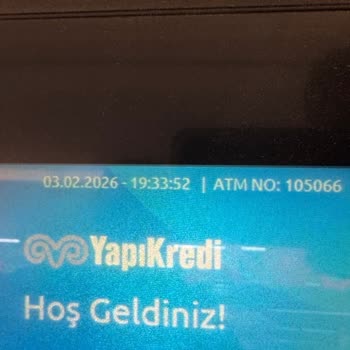 03.02.2026 - 19:33:52 | ATM NO: 105066
YapıKredi
Hoş Geldiniz!